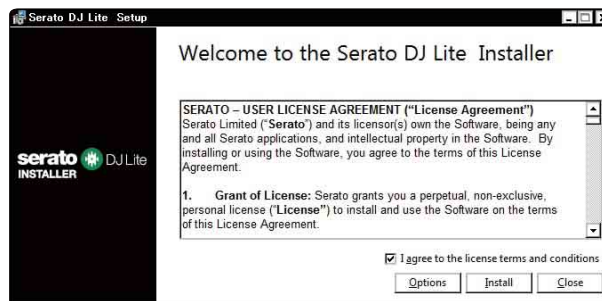 Serato DJ Lite Setup
Welcome to the Serato DJ Lite Installer
serato DJ Lite
INSTALLER
SERATO – USER LICENSE AGREEMENT ("License Agreement")
Serato Limited ("Serato") and its licensor(s) own the Software, being any
and all Serato applications, and intellectual property in the Software. By
installing or using the Software, you agree to the terms of this License
Agreement.
1. Grant of License: Serato grants you a perpetual, non-exclusive,
personal license ("License") to install and use the Software on the terms
of this License Agreement.
I agree to the license terms and conditions
Options Install Close